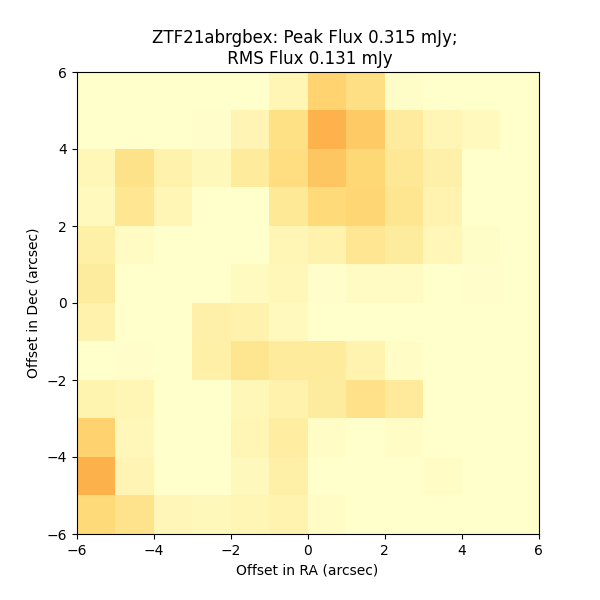 ZTF21abrgbex: Peak Flux 0.315 mJy;
RMS Flux 0.131 mJy
6
4
2
0
−2
−4
−6
Offset in Dec (arcsec)
−6 −4 −2 0 2 4 6
Offset in RA (arcsec)